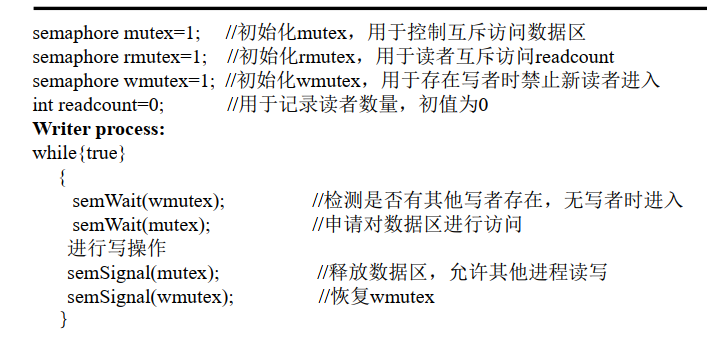 semaphore mutex=1; //初始化mutex，用于控制互斥访问数据区
semaphore rmutex=1; //初始化rmutex，用于读者互斥访问readcount
semaphore wmutex=1; //初始化wmutex，用于存在写者时禁止新读者进入
int readcount=0; //用于记录读者数量，初值为0
Writer process:
while{true}
{
semWait(wmutex); //检测是否有其他写者存在，无写者时进入
semWait(mutex); //申请对数据区进行访问
进行写操作
semSignal(mutex); //释放数据区，允许其他进程读写
semSignal(wmutex); //恢复wmutex
}